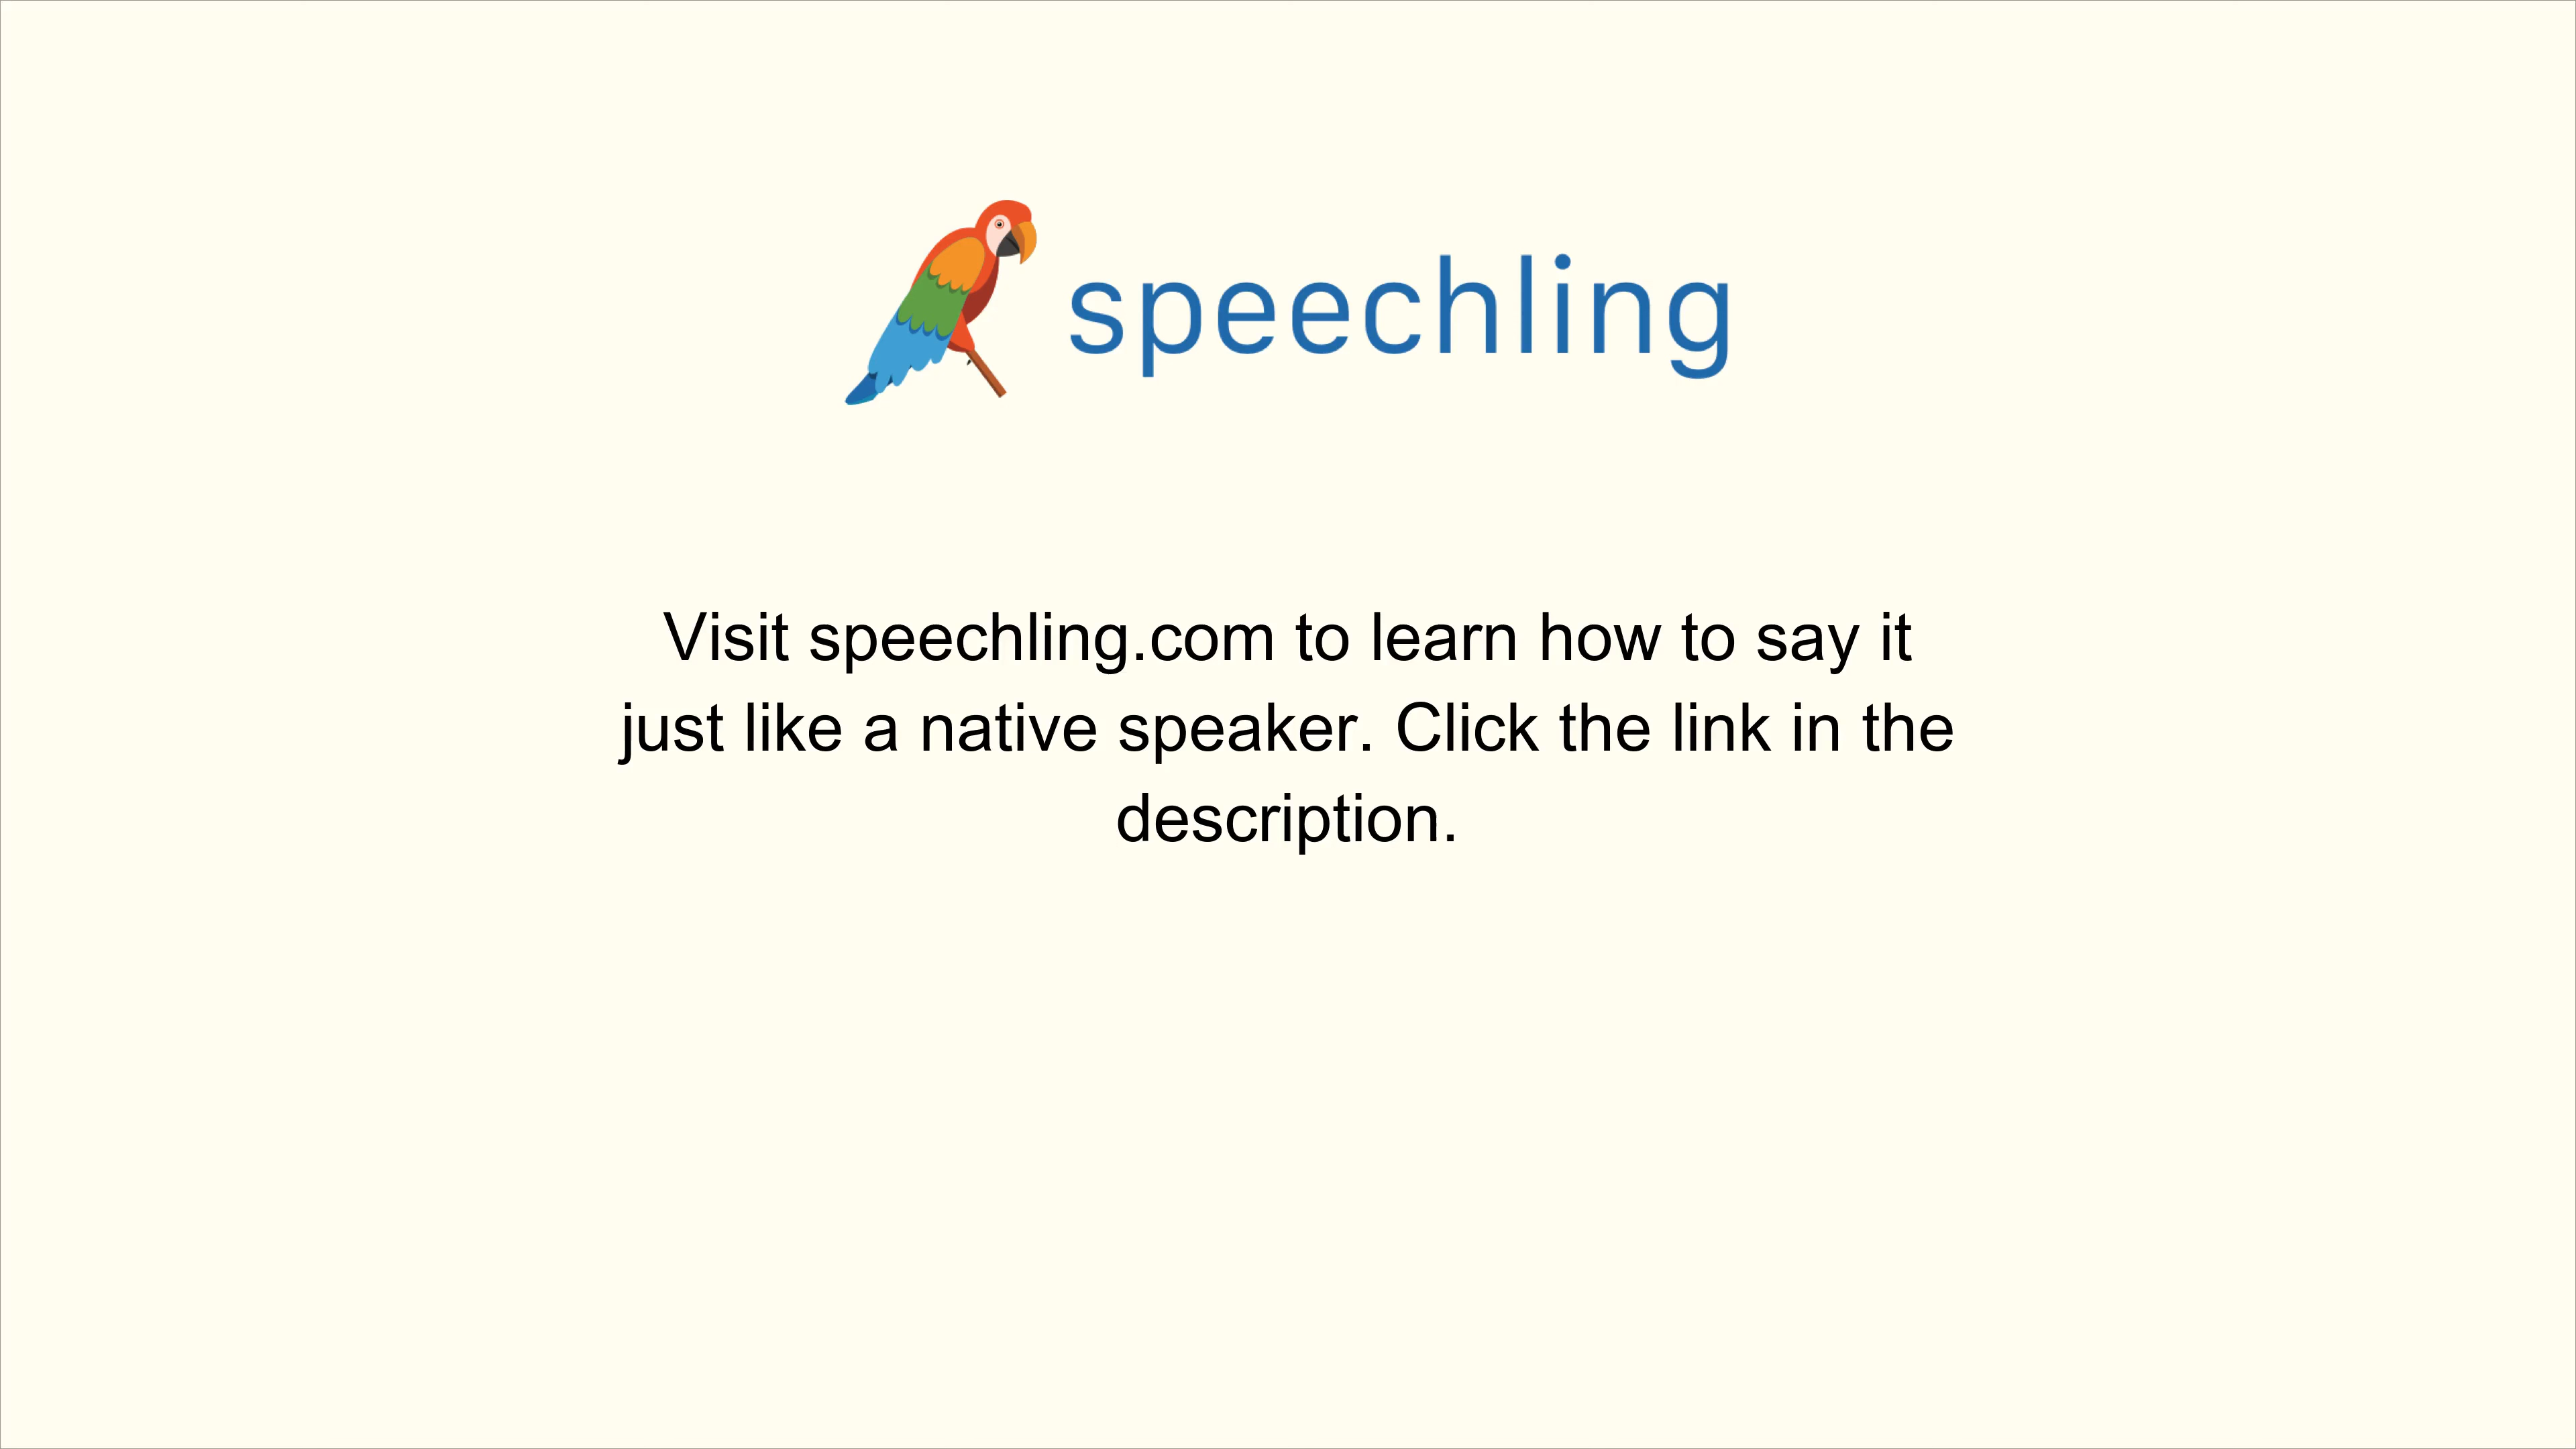 speechling
Visit speechling.com to learn how to say it
just like a native speaker. Click the link in the
description.